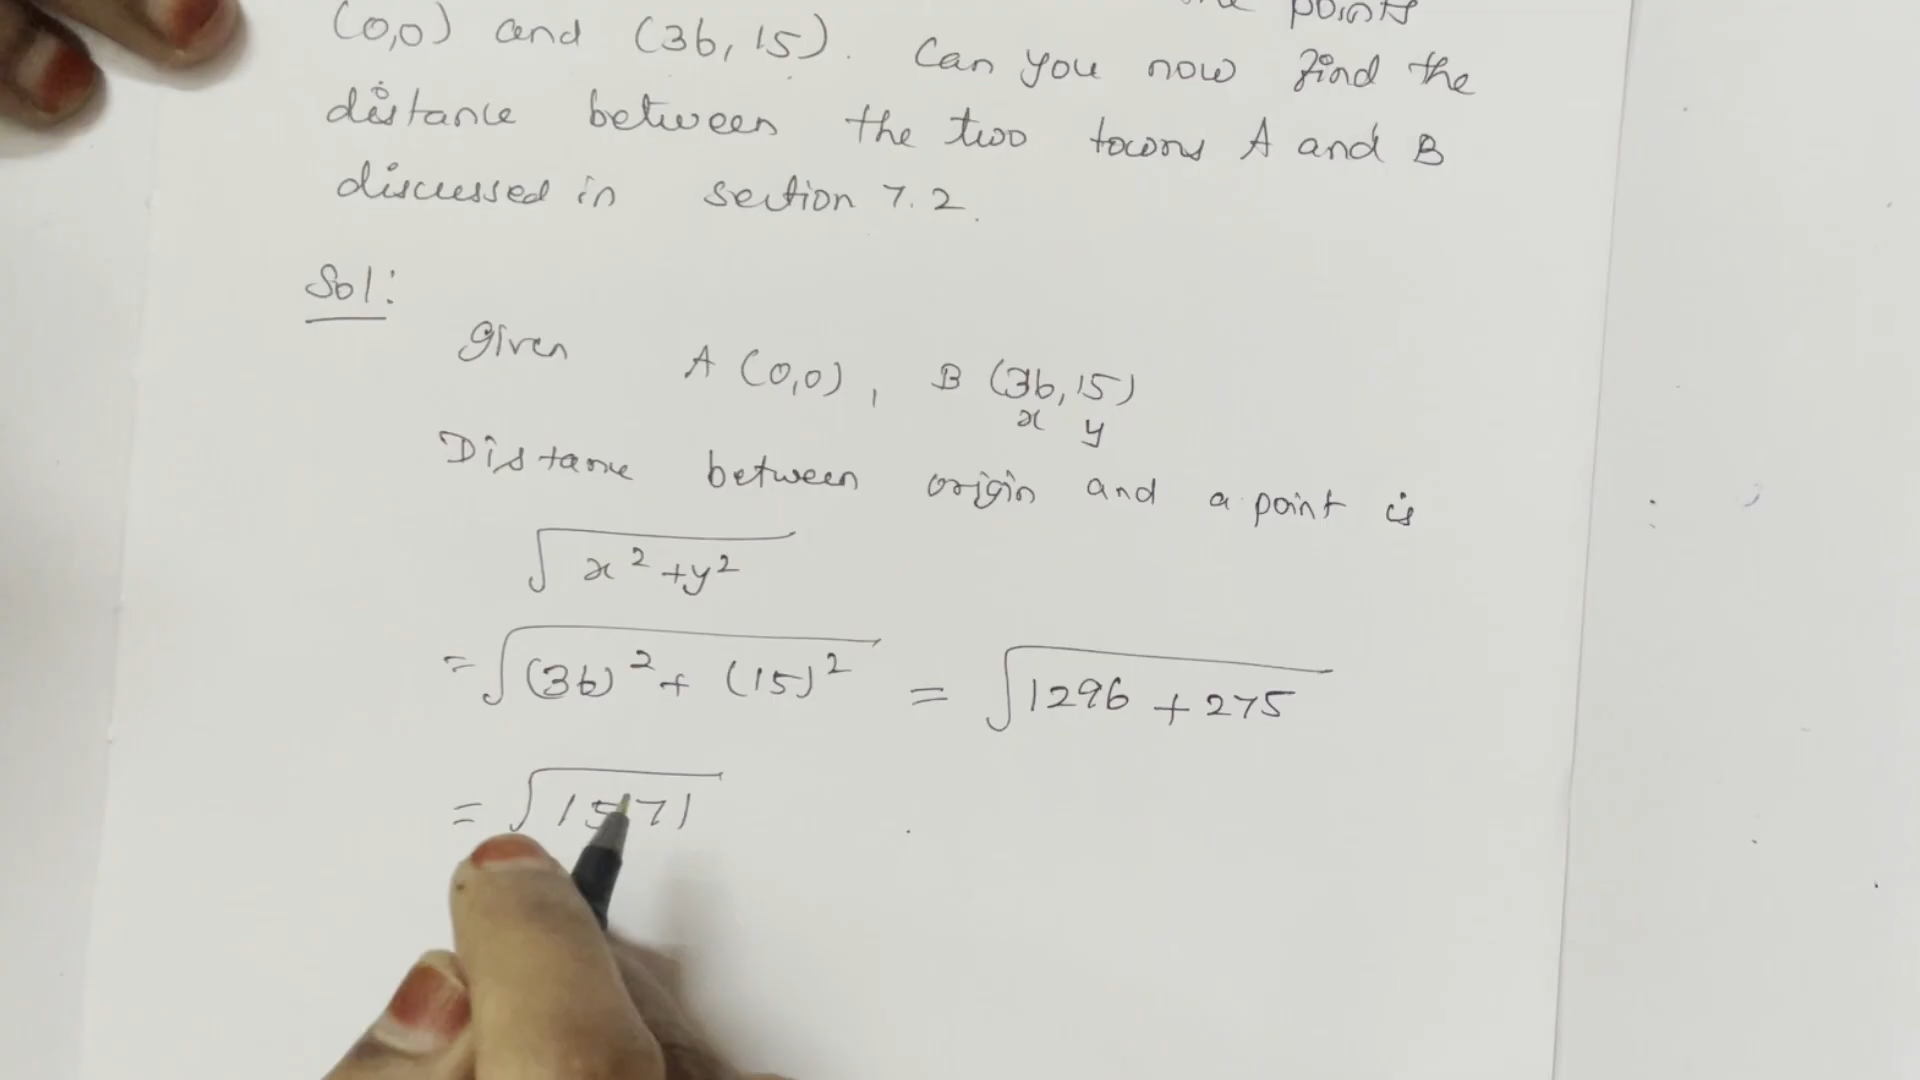 points
(0,0) and (36, 15). Can you now find the
distance between the two towns A and B
discussed in section 7.2.
Sol:
Given A (0,0), B (36, 15)
x y
Distance between origin and a point is
√x²+y²
= √(36)² + (15)² = √1296 + 275
= √1571